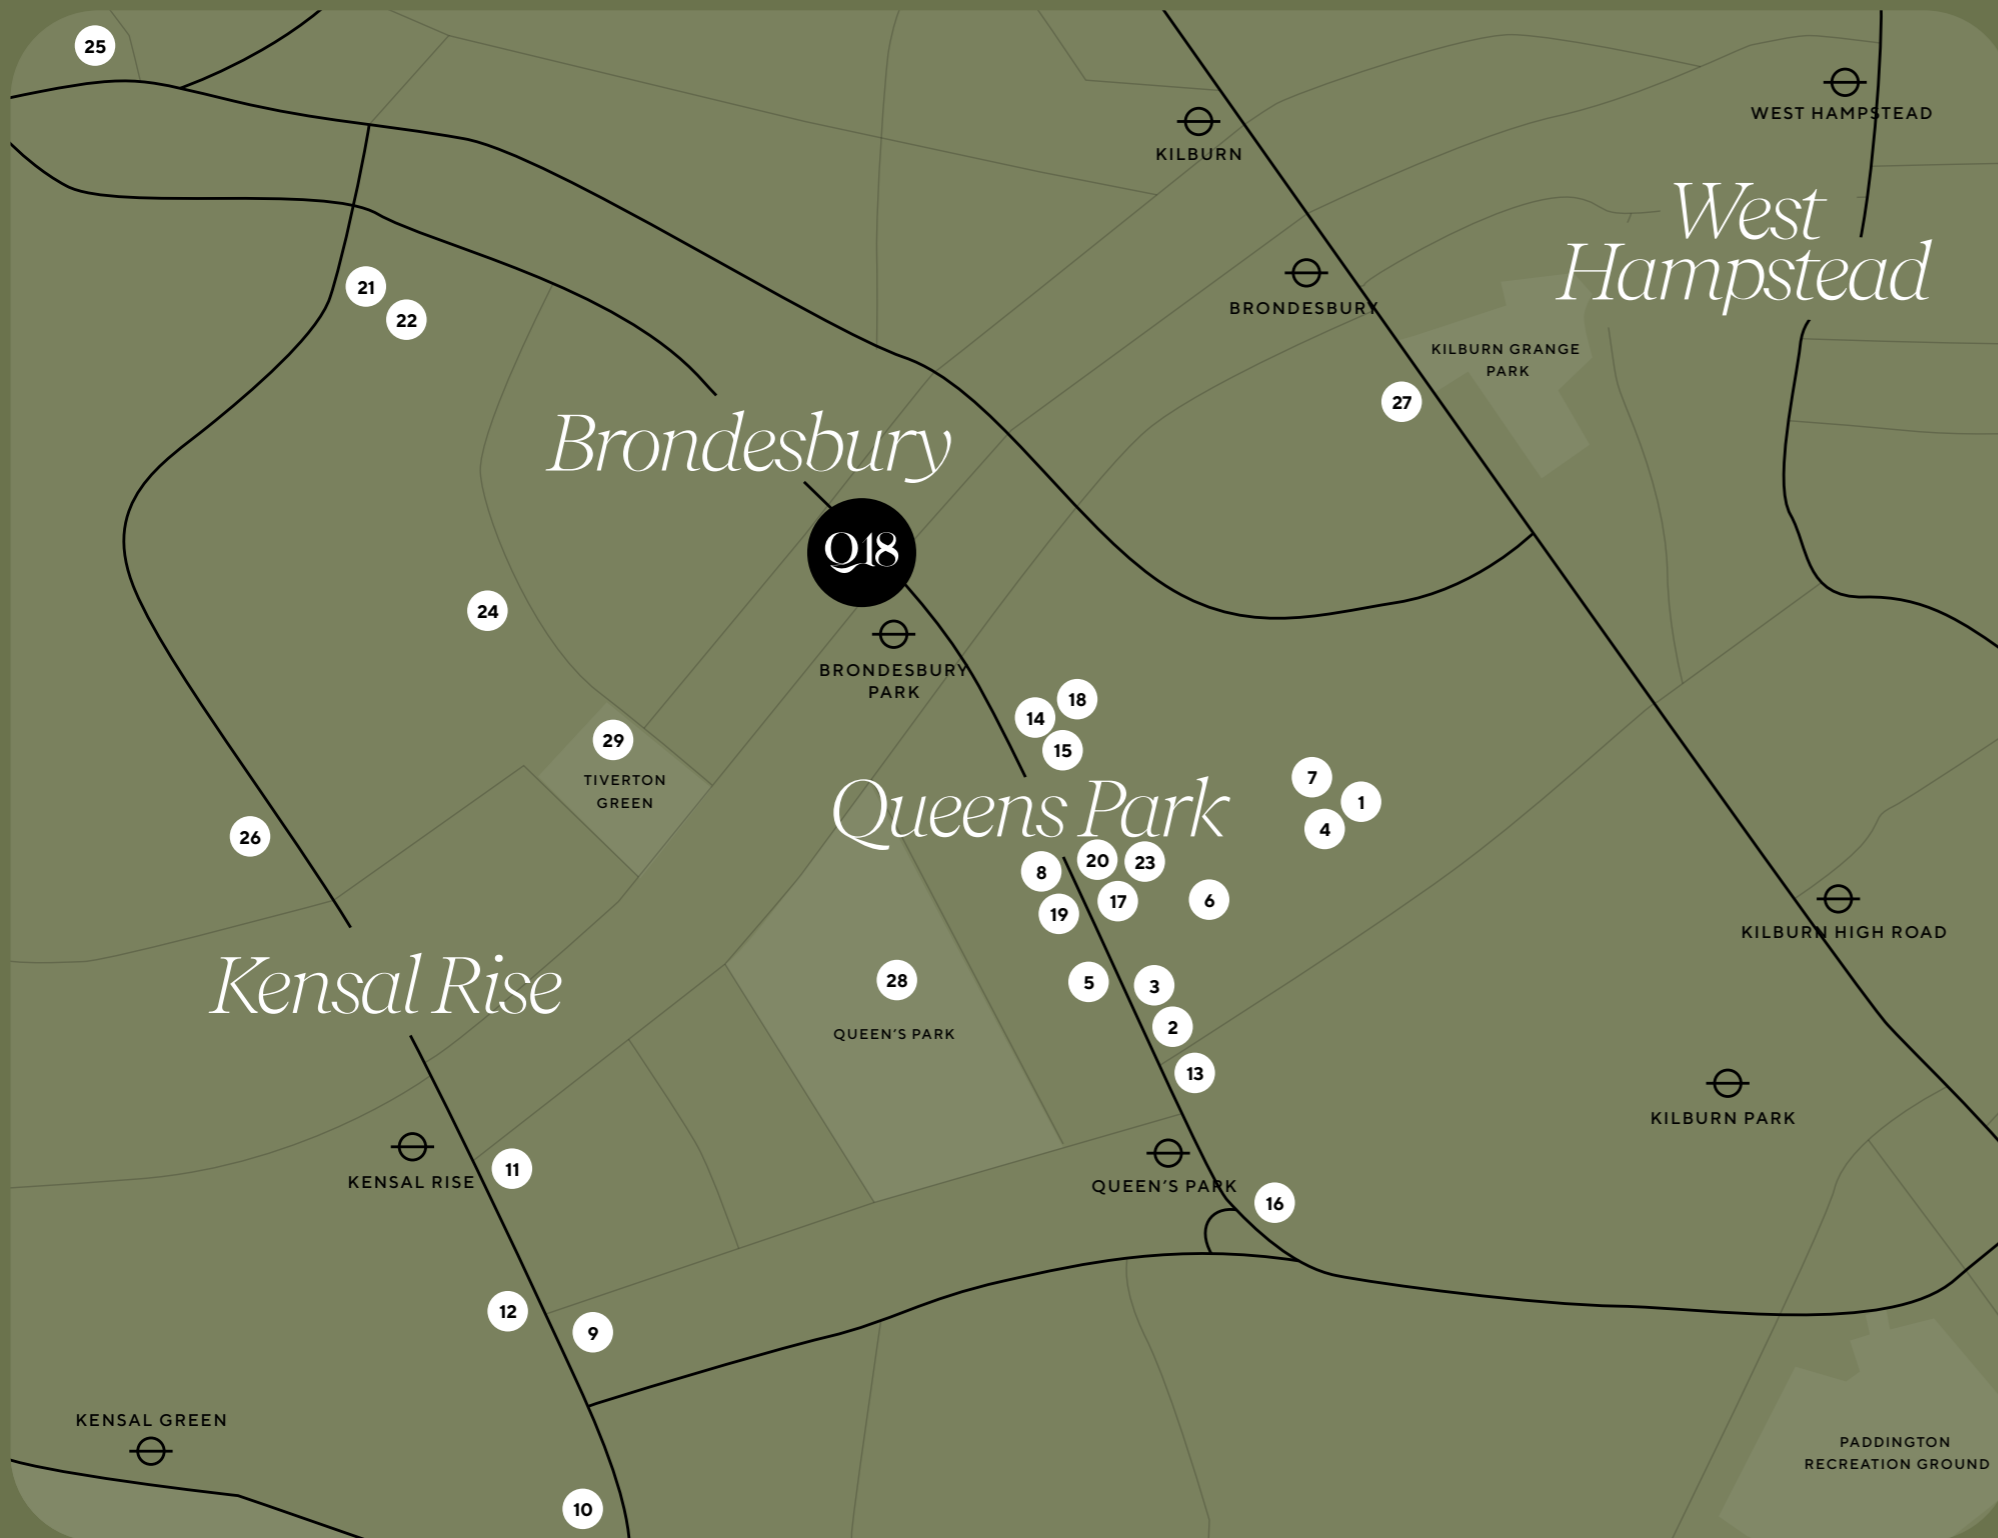 25
WEST HAMPSTEAD
KILBURN
West
Hampstead
21
22
BRONDESBURY
KILBURN GRANGE
PARK
27
Brondesbury
Q18
24
BRONDESBURY
PARK
18
14
15
29
TIVERTON
GREEN
7
1
4
Queens Park
26
8
20
23
17
6
19
KILBURN HIGH ROAD
Kensal Rise
28
5
3
2
QUEEN'S PARK
13
KILBURN PARK
11
KENSAL RISE
QUEEN'S PARK
16
12
9
KENSAL GREEN
PADDINGTON
RECREATION GROUND
10